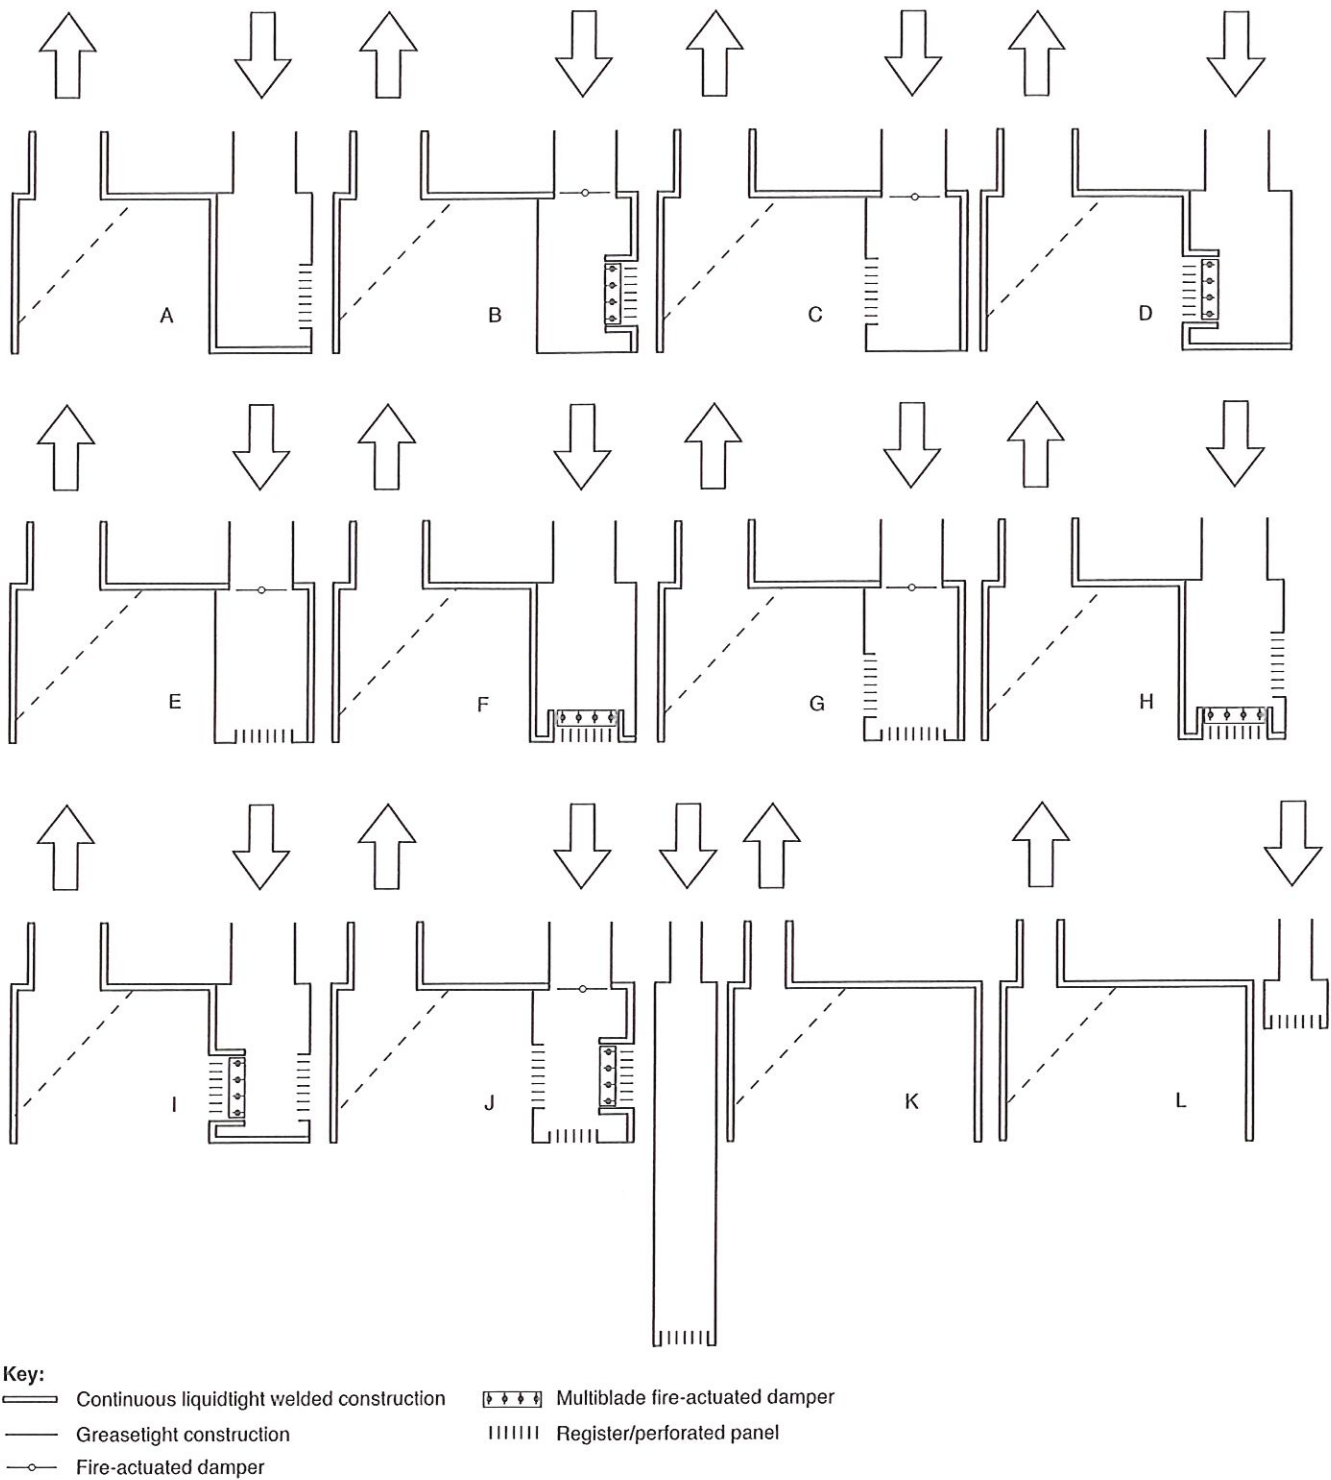 A
B
C
D
E
F
G
H
I
J
K
L
Key:
Continuous liquidtight welded construction
Multiblade fire-actuated damper
Greasetight construction
Register/perforated panel
Fire-actuated damper